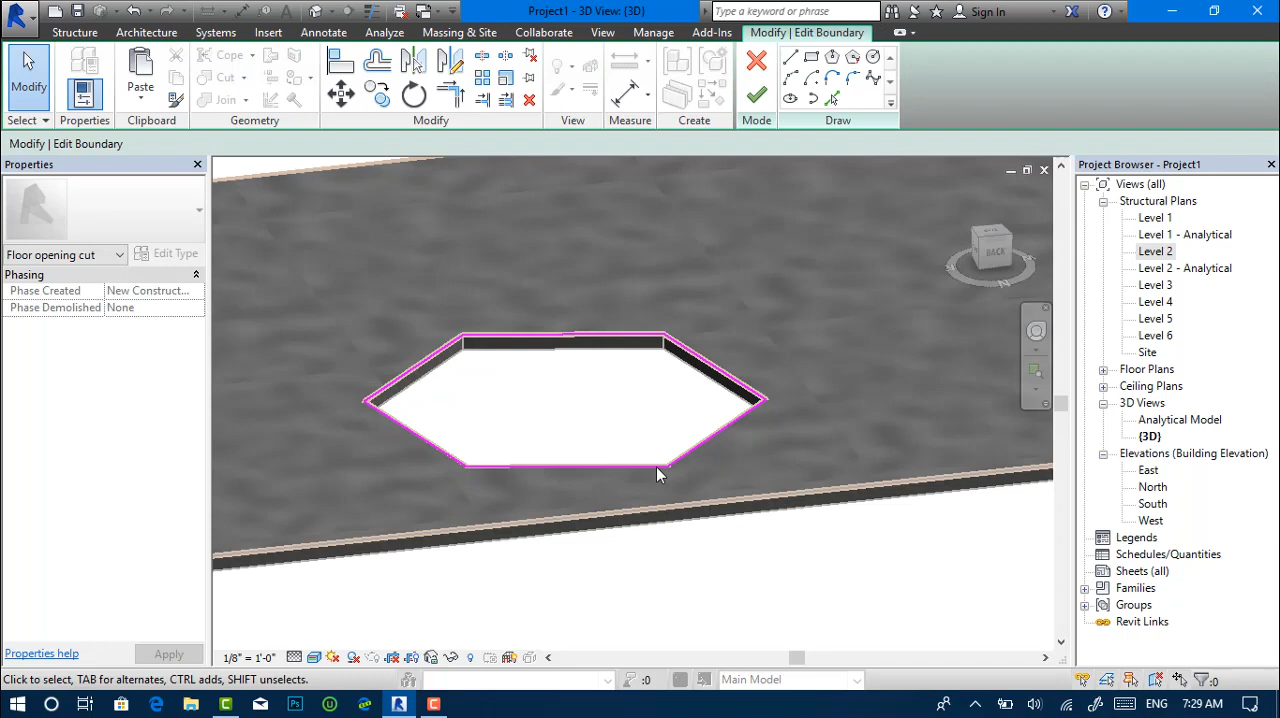 Project1 - 3D View: {3D}
Type a keyword or phrase
Sign In
Structure
Architecture
Systems
Insert
Annotate
Analyze
Massing & Site
Collaborate
View
Manage
Add-Ins
Modify | Edit Boundary
Modify
Paste
Cope
Cut
Join
Select
Properties
Clipboard
Geometry
Modify
View
Measure
Create
Mode
Draw
Modify | Edit Boundary
Properties
Floor opening cut
Edit Type
Phasing
Phase Created
New Construct...
Phase Demolished
None
Properties help
Apply
BACK
N
1/8" = 1'-0"
Project Browser - Project1
Views (all)
Structural Plans
Level 1
Level 1 - Analytical
Level 2
Level 2 - Analytical
Level 3
Level 4
Level 5
Level 6
Site
Floor Plans
Ceiling Plans
3D Views
Analytical Model
{3D}
Elevations (Building Elevation)
East
North
South
West
Legends
Schedules/Quantities
Sheets (all)
Families
Groups
Revit Links
Click to select, TAB for alternates, CTRL adds, SHIFT unselects.
:0
Main Model
:0
ENG
7:29 AM